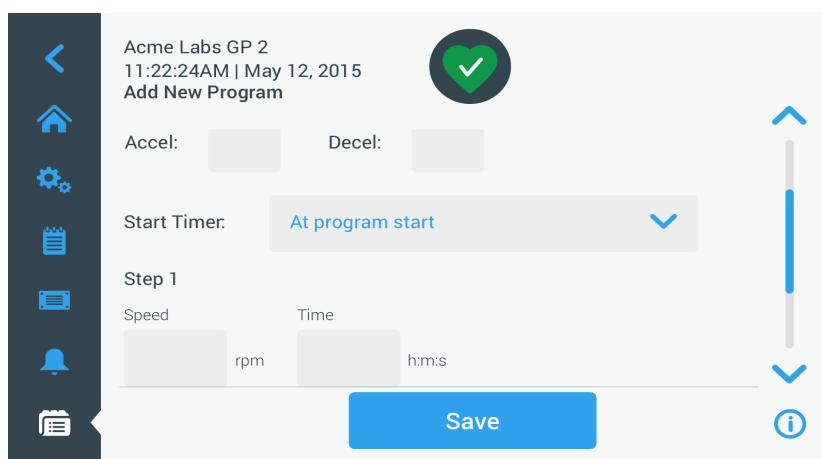 Acme Labs GP 2
11:22:24AM | May 12, 2015
Add New Program
Accel: Decel:
Start Timer: At program start
Step 1
Speed Time
rpm h:m:s
Save